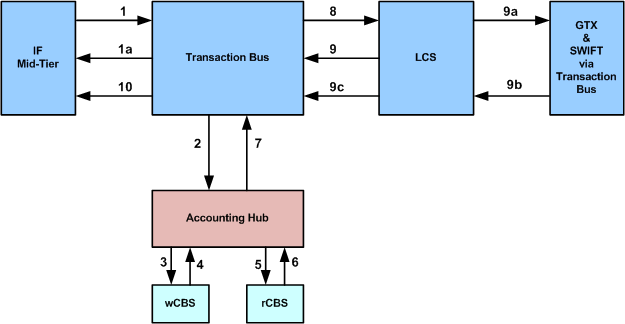 1
8
9a
IF
Mid-Tier
1a
Transaction Bus
9
LCS
GTX
&
SWIFT
via
Transaction
Bus
10
9c
9b
2
7
Accounting Hub
3
4
5
6
wCBS
rCBS